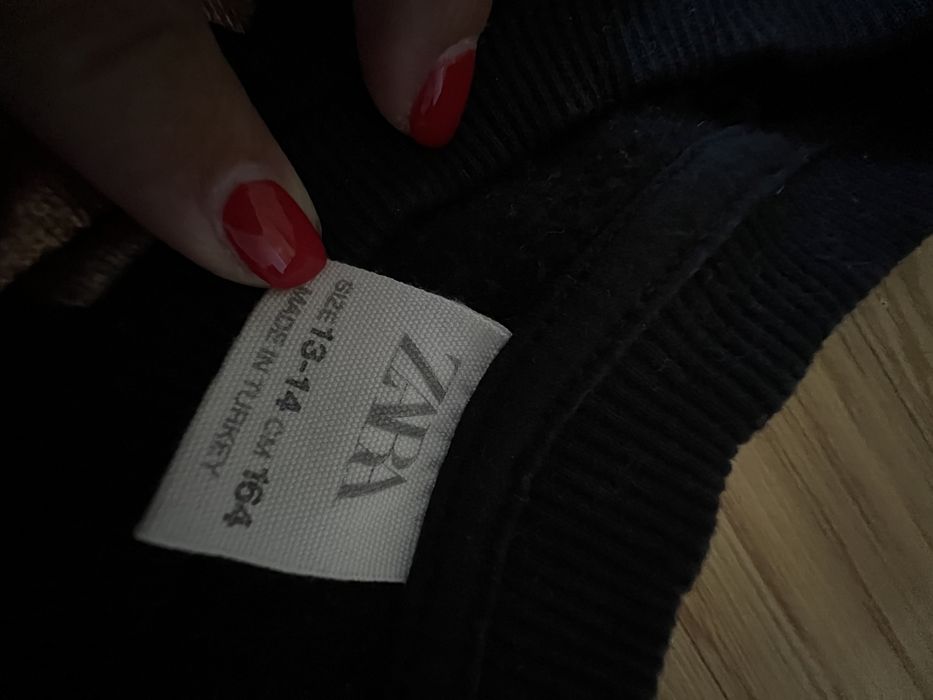 ZARA
SIZE 13-14 CM 164
MADE IN TURKEY